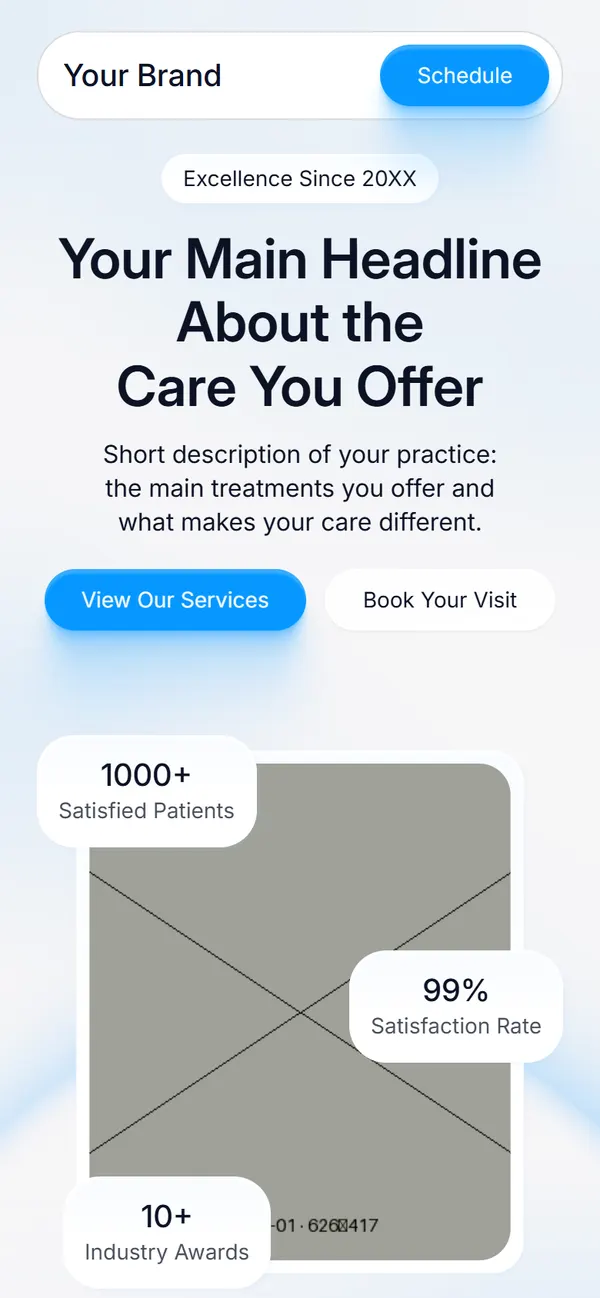 Your Brand
Schedule
Excellence Since 20XX
Your Main Headline
About the
Care You Offer
Short description of your practice:
the main treatments you offer and
what makes your care different.
View Our Services
Book Your Visit
1000+
Satisfied Patients
99%
Satisfaction Rate
10+
Industry Awards